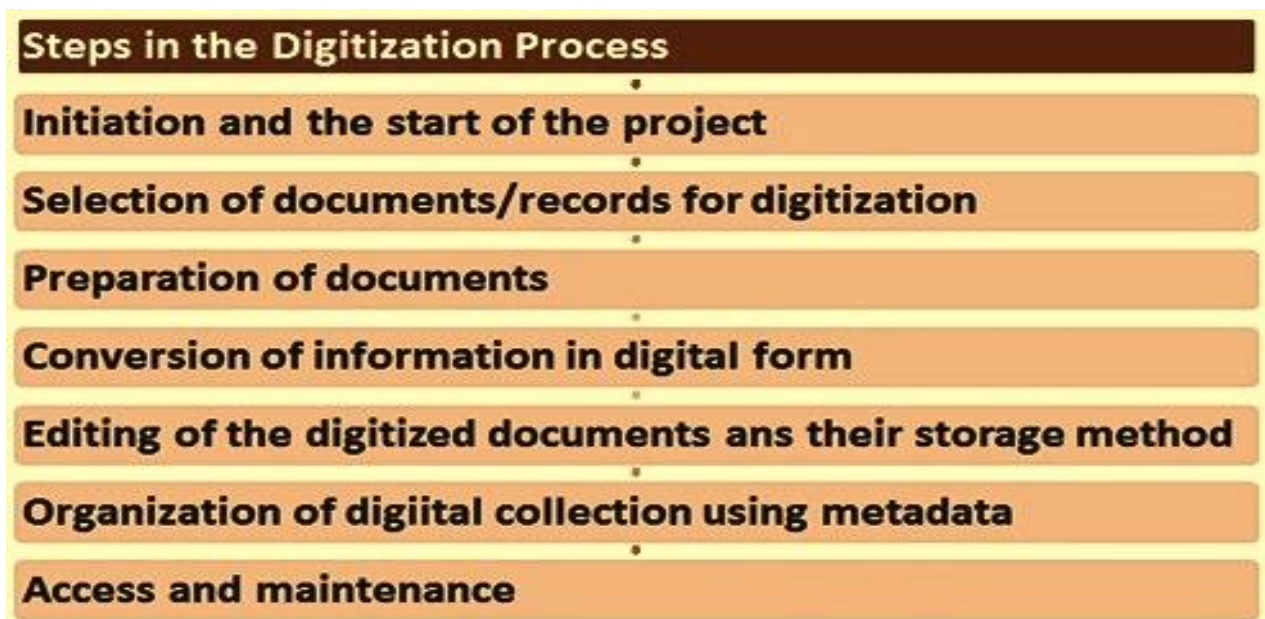 Steps in the Digitization Process
Initiation and the start of the project
Selection of documents/records for digitization
Preparation of documents
Conversion of information in digital form
Editing of the digitized documents ans their storage method
Organization of digiital collection using metadata
Access and maintenance